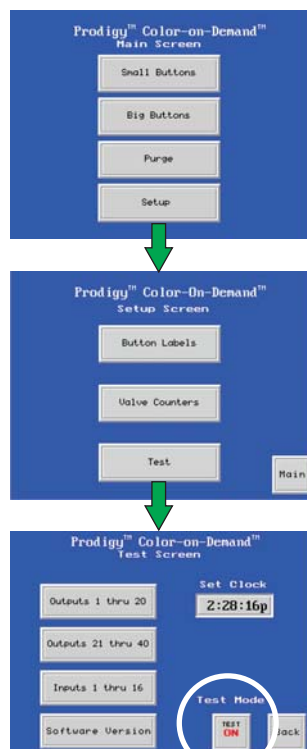 Prodigy™ Color-on-Demand™
Main Screen
Small Buttons
Big Buttons
Purge
Setup
Prodigy™ Color-On-Demand™
Setup Screen
Button Labels
Valve Counters
Test
Main
Prodigy™ Color-on-Demand™
Test Screen
Set Clock
Outputs 1 thru 20
2:28:16p
Outputs 21 thru 40
Inputs 1 thru 16
Test Mode
Software Version
TEST
ON